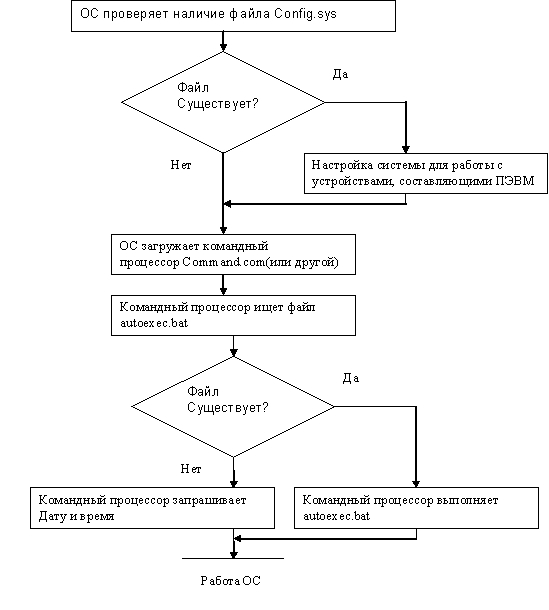 ОС проверяет наличие файла Config.sys
Да
Файл
Существует?
Нет
Настройка системы для работы с
устройствами, составляющими ПЭВМ
ОС загружает командный
процессор Command.com(или другой)
Командный процессор ищет файл
autoexec.bat
Да
Файл
Существует?
Нет
Командный процессор запрашивает
Дату и время
Командный процессор выполняет
autoexec.bat
Работа ОС